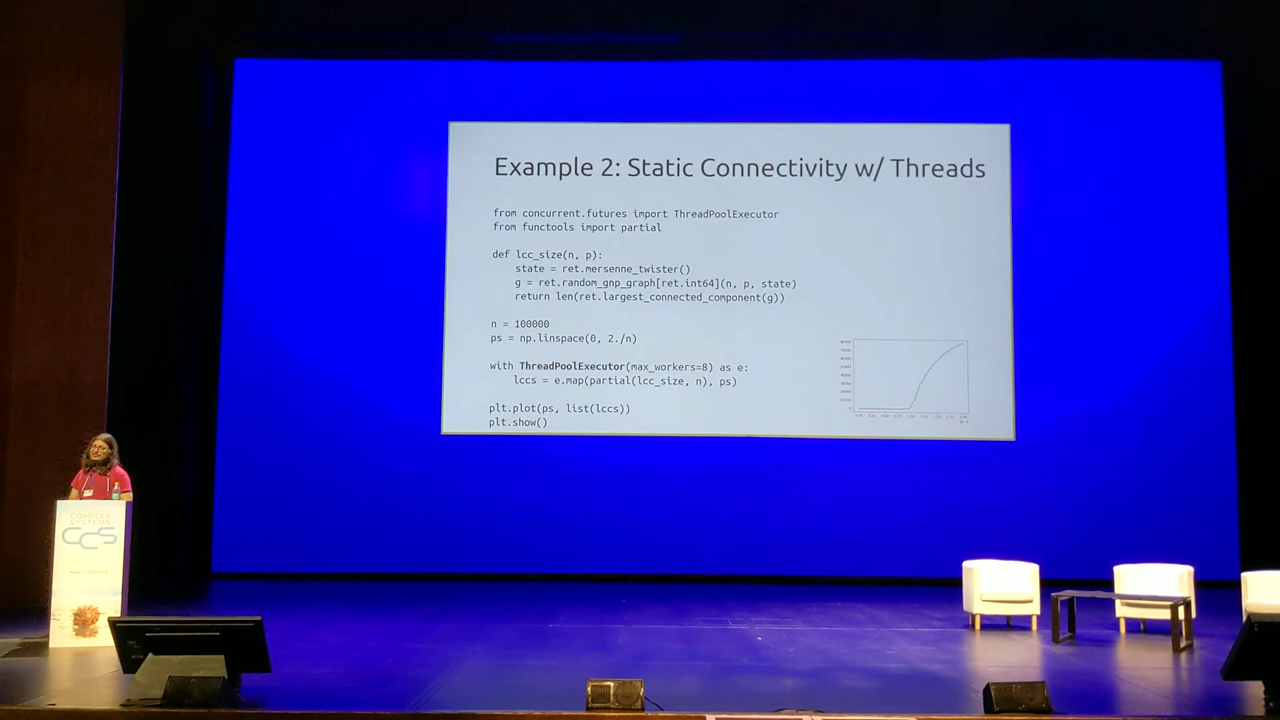 Example 2: Static Connectivity w/ Threads
from concurrent.futures import ThreadPoolExecutor
from functools import partial
def lcc_size(n, p):
state = ret.mersenne_twister()
g = ret.random_gnp_graph[ret.int64](n, p, state)
return len(ret.largest_connected_component(g))
n = 100000
ps = np.linspace(0, 2./n)
with ThreadPoolExecutor(max_workers=8) as e:
lccs = e.map(partial(lcc_size, n), ps)
plt.plot(ps, list(lccs))
plt.show()
COMPLEX
SYSTEMS
CCS